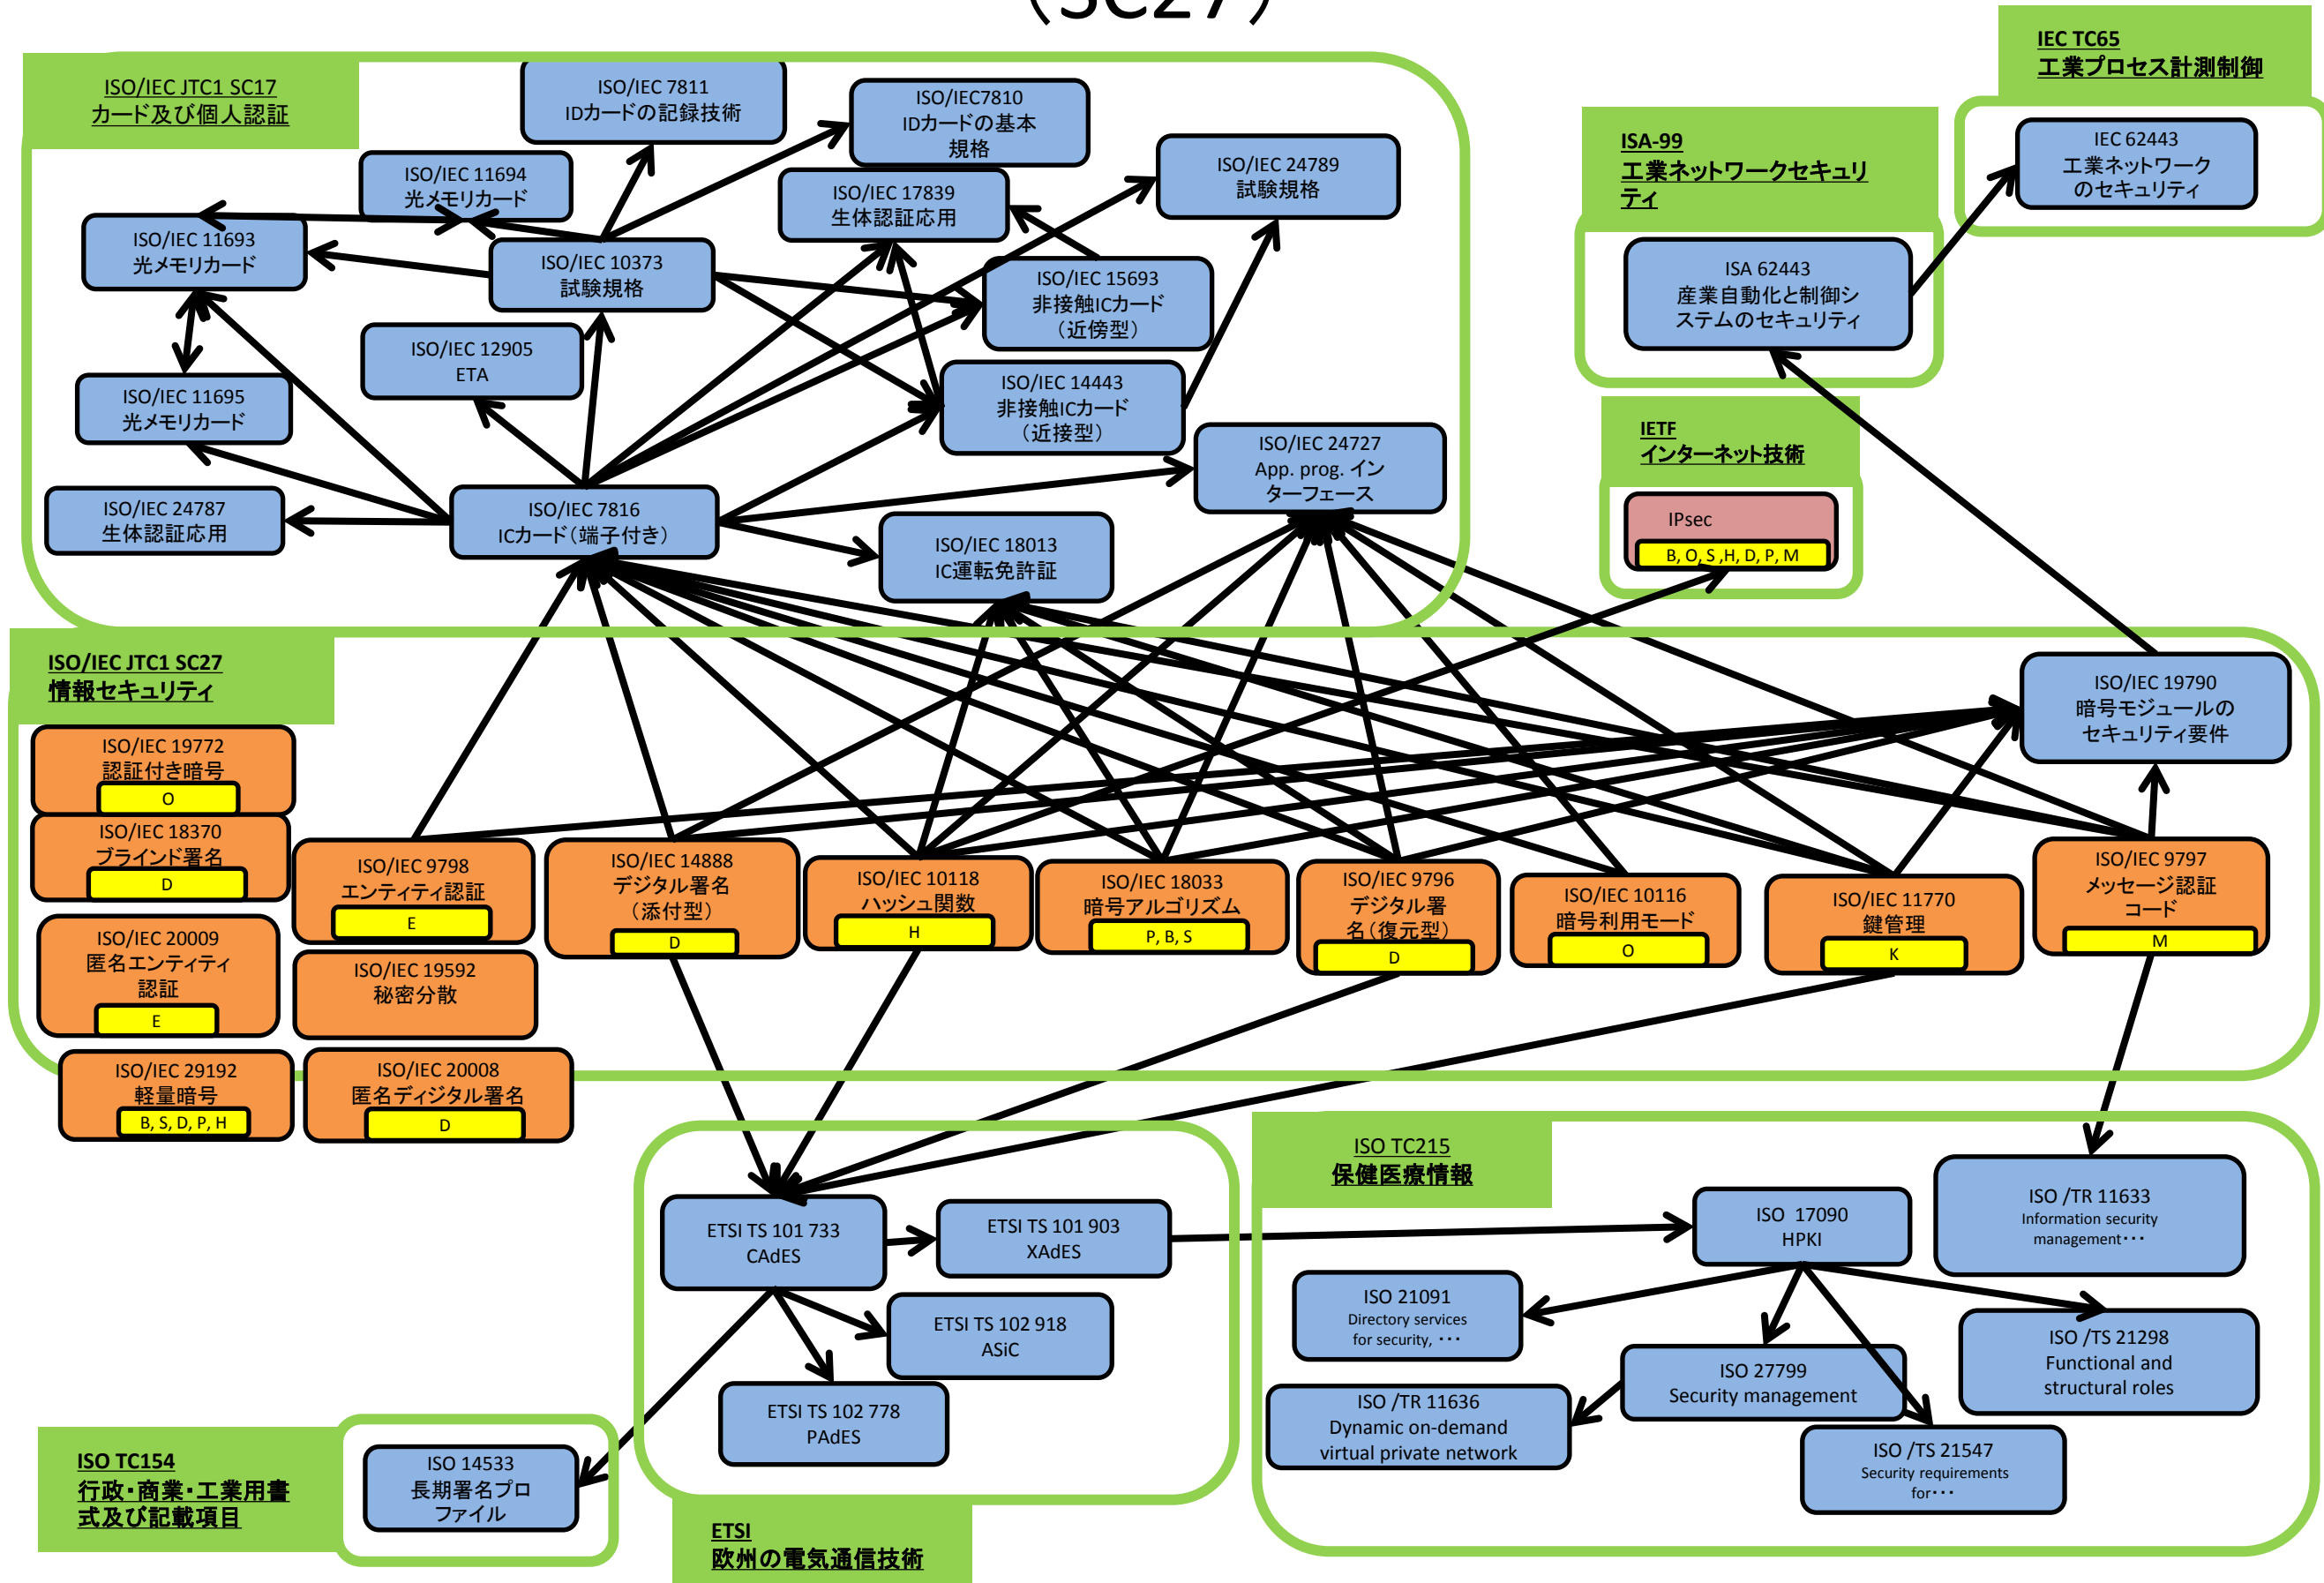 （SC27）
IEC TC65
工業プロセス計測制御
IEC 62443
工業ネットワーク
のセキュリティ
ISA-99
工業ネットワークセキュリ
ティ
ISA 62443
産業自動化と制御シ
ステムのセキュリティ
IETF
インターネット技術
IPsec
B, O, S ,H, D, P, M
ISO/IEC JTC1 SC17
カード及び個人認証
ISO/IEC 7811
IDカードの記録技術
ISO/IEC7810
IDカードの基本
規格
ISO/IEC 11694
光メモリカード
ISO/IEC 17839
生体認証応用
ISO/IEC 24789
試験規格
ISO/IEC 11693
光メモリカード
ISO/IEC 10373
試験規格
ISO/IEC 15693
非接触ICカード
（近傍型）
ISO/IEC 12905
ETA
ISO/IEC 14443
非接触ICカード
（近接型）
ISO/IEC 11695
光メモリカード
ISO/IEC 24727
App. prog. イン
ターフェース
ISO/IEC 24787
生体認証応用
ISO/IEC 7816
ICカード（端子付き）
ISO/IEC 18013
IC運転免許証
ISO/IEC JTC1 SC27
情報セキュリティ
ISO/IEC 19790
暗号モジュールの
セキュリティ要件
ISO/IEC 19772
認証付き暗号
O
ISO/IEC 18370
ブラインド署名
D
ISO/IEC 9798
エンティティ認証
E
ISO/IEC 14888
デジタル署名
（添付型）
D
ISO/IEC 10118
ハッシュ関数
H
ISO/IEC 18033
暗号アルゴリズム
P, B, S
ISO/IEC 9796
デジタル署
名（復元型）
D
ISO/IEC 10116
暗号利用モード
O
ISO/IEC 11770
鍵管理
K
ISO/IEC 9797
メッセージ認証
コード
M
ISO/IEC 20009
匿名エンティティ
認証
E
ISO/IEC 19592
秘密分散
ISO/IEC 29192
軽量暗号
B, S, D, P, H
ISO/IEC 20008
匿名ディジタル署名
D
ETSI TS 101 733
CAdES
ETSI TS 101 903
XAdES
ETSI TS 102 918
ASiC
ETSI TS 102 778
PAdES
ETSI
欧州の電気通信技術
ISO TC154
行政・商業・工業用書
式及び記載項目
ISO 14533
長期署名プロ
ファイル
ISO TC215
保健医療情報
ISO 17090
HPKI
ISO /TR 11633
Information security
management・・・
ISO 21091
Directory services
for security, ・・・
ISO 27799
Security management
ISO /TS 21298
Functional and
structural roles
ISO /TR 11636
Dynamic on-demand
virtual private network
ISO /TS 21547
Security requirements
for・・・